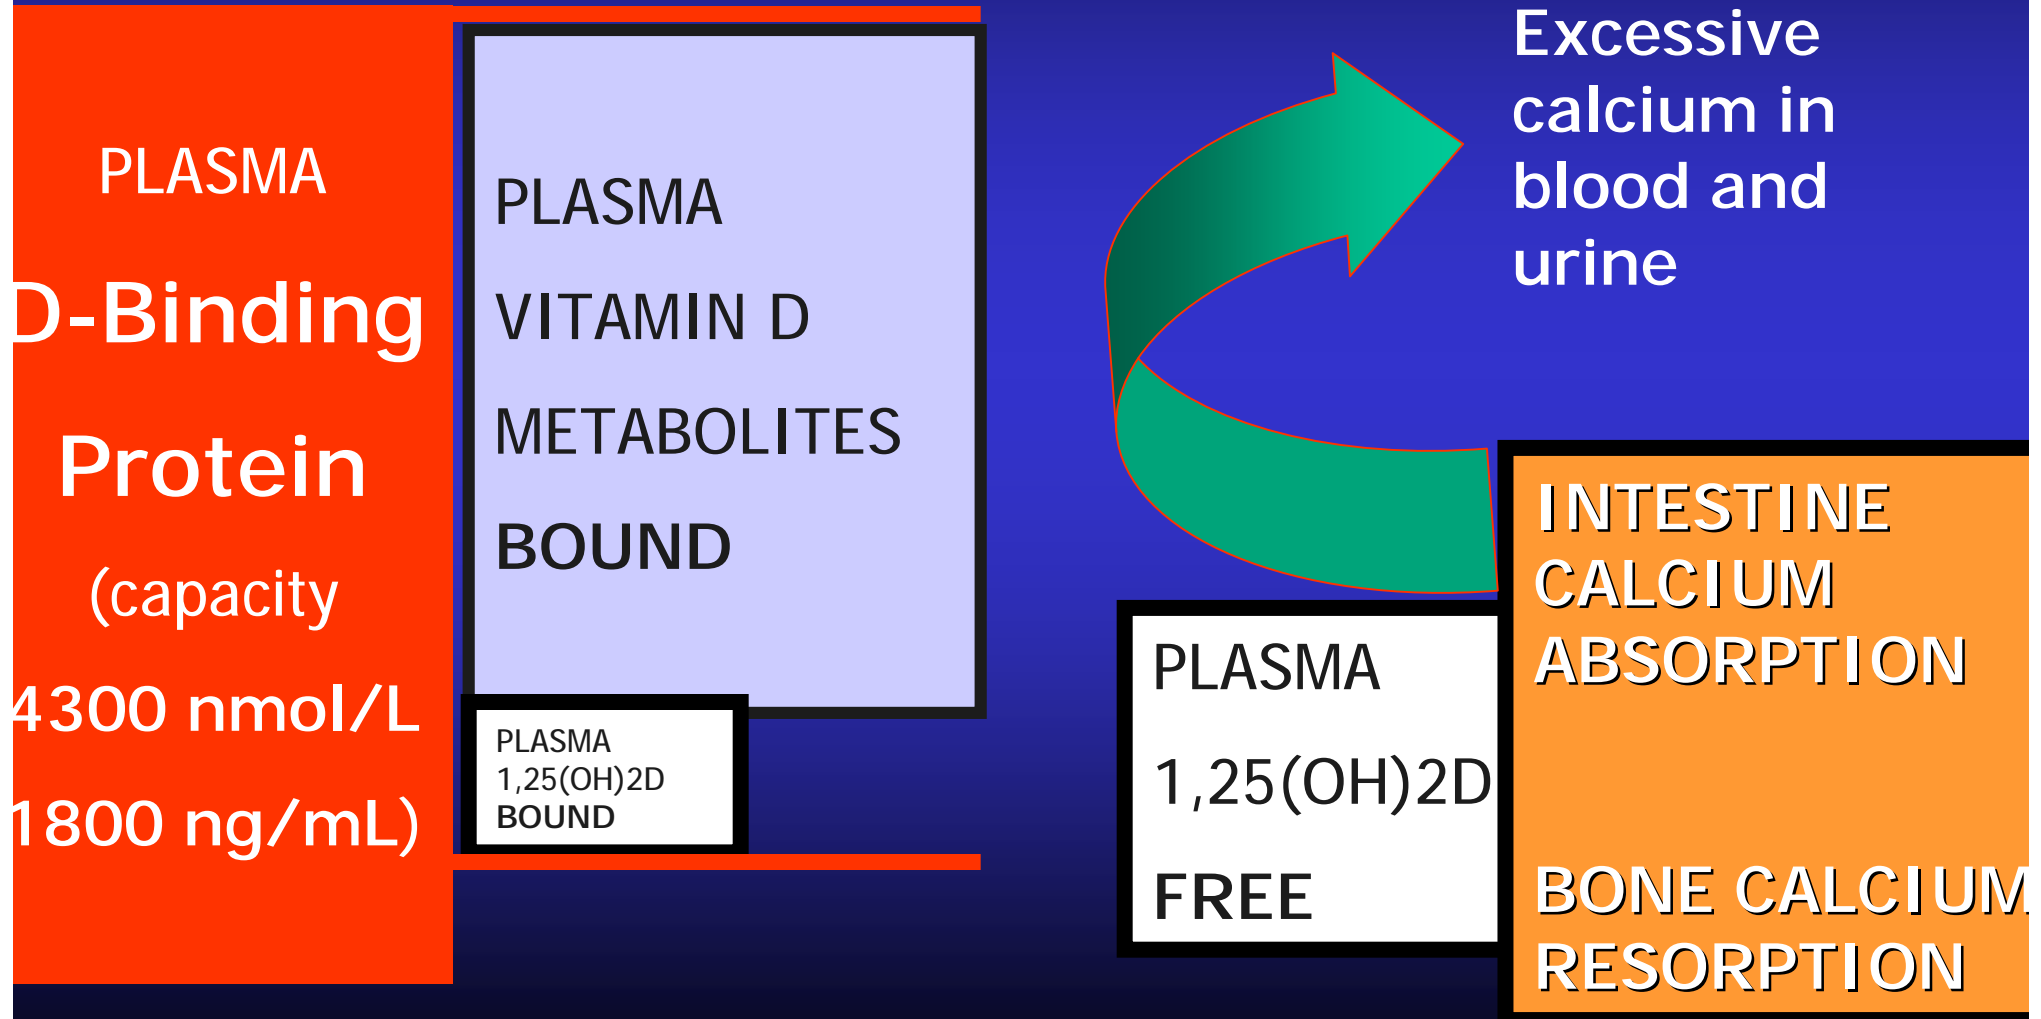 PLASMA
D-Binding
Protein
(capacity
4300 nmol/L
1800 ng/mL)
PLASMA
VITAMIN D
METABOLITES
BOUND
PLASMA
1,25(OH)2D
BOUND
Excessive
calcium in
blood and
urine
PLASMA
1,25(OH)2D
FREE
INTESTINE
CALCIUM
ABSORPTION
BONE CALCIUM
RESORPTION